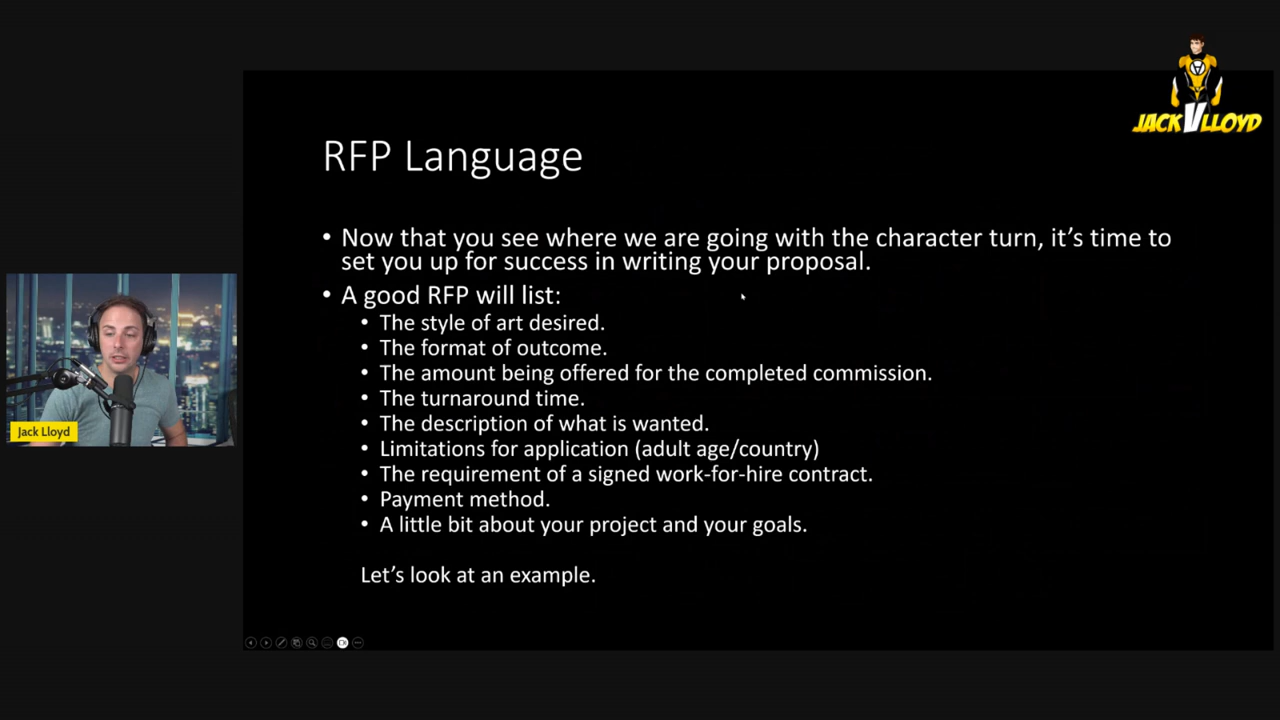 JACK V LLOYD
RFP Language
• Now that you see where we are going with the character turn, it’s time to
set you up for success in writing your proposal.
• A good RFP will list:
• The style of art desired.
• The format of outcome.
• The amount being offered for the completed commission.
• The turnaround time.
• The description of what is wanted.
• Limitations for application (adult age/country)
• The requirement of a signed work-for-hire contract.
• Payment method.
• A little bit about your project and your goals.
Let’s look at an example.
Jack Lloyd